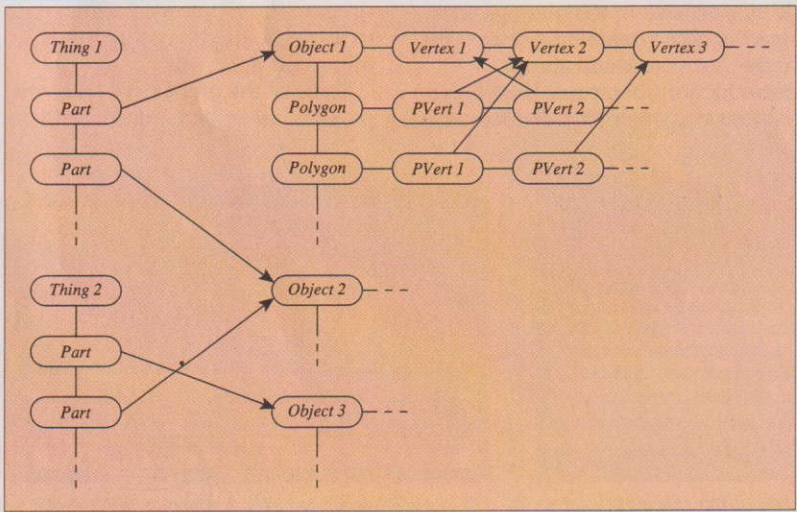 Thing 1 Object 1 Vertex 1 Vertex 2 Vertex 3
Part Polygon PVert 1 PVert 2
Part Polygon PVert 1 PVert 2
Thing 2 Object 2
Part
Part Object 3